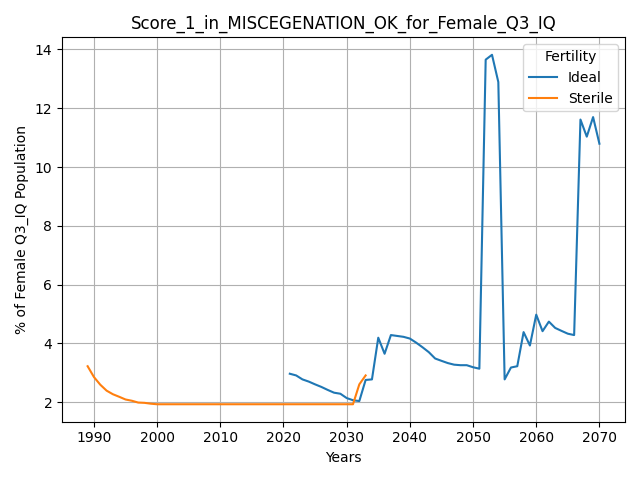 Score_1_in_MISCEGENATION_OK_for_Female_Q3_IQ
Fertility
Ideal
Sterile
% of Female Q3_IQ Population
14
12
10
8
6
4
2
1990 2000 2010 2020 2030 2040 2050 2060 2070
Years